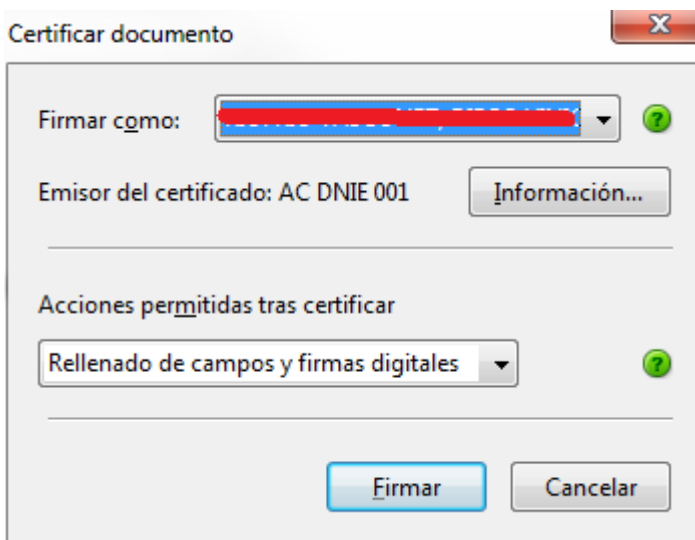 Certificar documento
Firmar como:
Emisor del certificado: AC DNIE 001 Información...
Acciones permitidas tras certificar
Rellenado de campos y firmas digitales
Firmar Cancelar